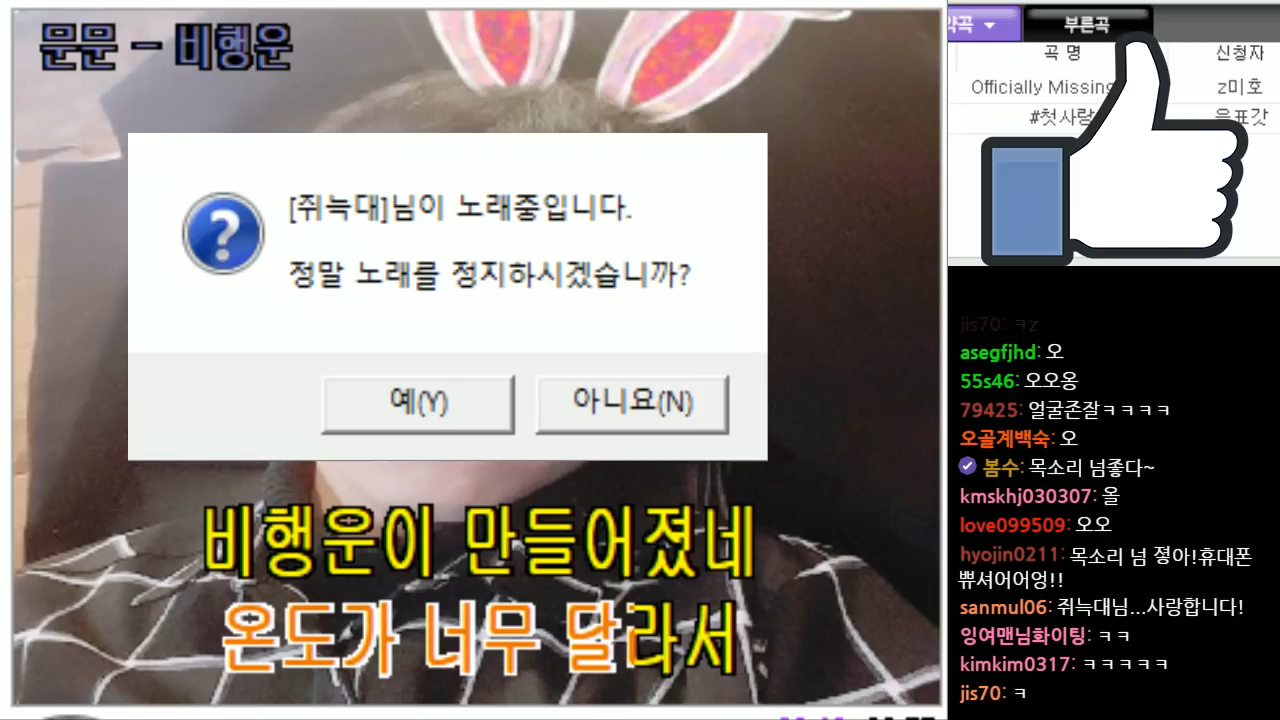 문문 - 비행운
[쥐늑대]님이 노래중입니다.
정말 노래를 정지하시겠습니까?
예(Y)
아니요(N)
비행운이 만들어졌네
온도가 너무 달라서
약곡
부른곡
곡 명
신청자
Officially Missing
z미호
#첫사랑
응표갓
jis70: ㅋz
asegfjhd: 오
55s46: 오오옹
79425: 얼굴존잘ㅋㅋㅋㅋ
오골계백숙: 오
봄수: 목소리 넘좋다~
kmskhj030307: 올
love099509: 오오
hyojin0211: 목소리 넘 졓아!휴대폰
뿌셔어어엉!!
sanmul06: 쥐늑대님...사랑합니다!
잉여맨님화이팅: ㅋㅋ
kimkim0317: ㅋㅋㅋㅋㅋ
jis70: ㅋ